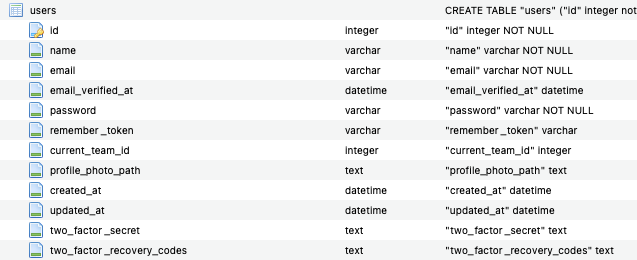 users CREATE TABLE "users" ("id" integer not
id integer "id" integer NOT NULL
name varchar "name" varchar NOT NULL
email varchar "email" varchar NOT NULL
email_verified_at datetime "email_verified_at" datetime
password varchar "password" varchar NOT NULL
remember_token varchar "remember_token" varchar
current_team_id integer "current_team_id" integer
profile_photo_path text "profile_photo_path" text
created_at datetime "created_at" datetime
updated_at datetime "updated_at" datetime
two_factor_secret text "two_factor_secret" text
two_factor_recovery_codes text "two_factor_recovery_codes" text